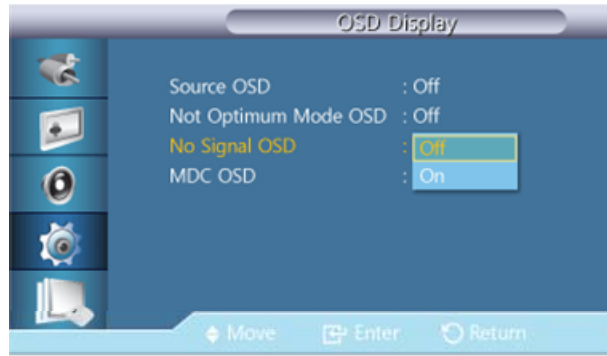 OSD Display
Source OSD : Off
Not Optimum Mode OSD : Off
No Signal OSD : Off
MDC OSD : On
Move Enter Return